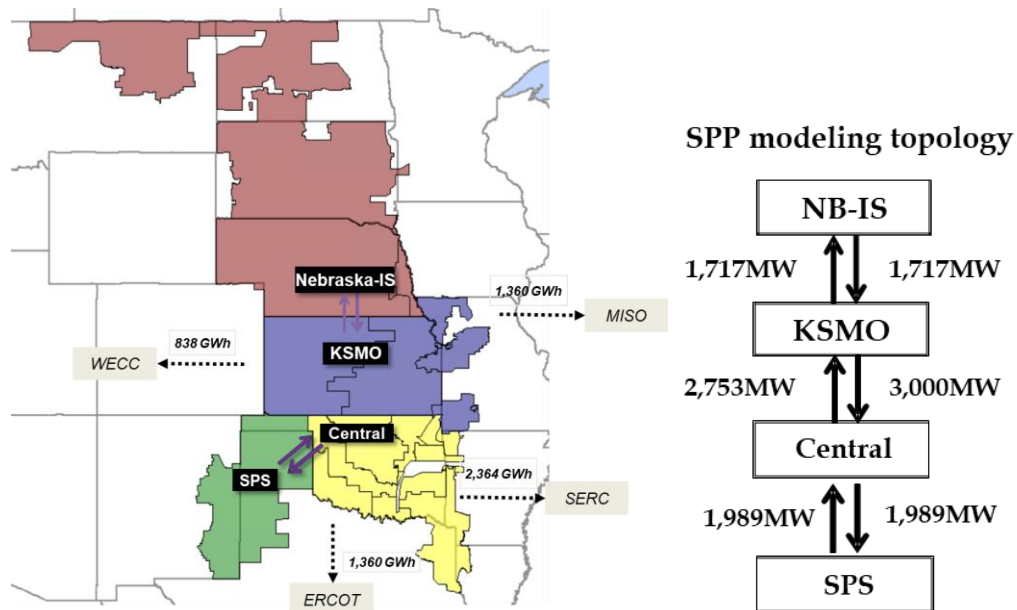 Nebraska-IS
1,360 GWh
MISO
KSMO
838 GWh
WECC
Central
SPS
2,364 GWh
SERC
1,360 GWh
ERCOT
SPP modeling topology
NB-IS
1,717MW 1,717MW
KSMO
2,753MW 3,000MW
Central
1,989MW 1,989MW
SPS